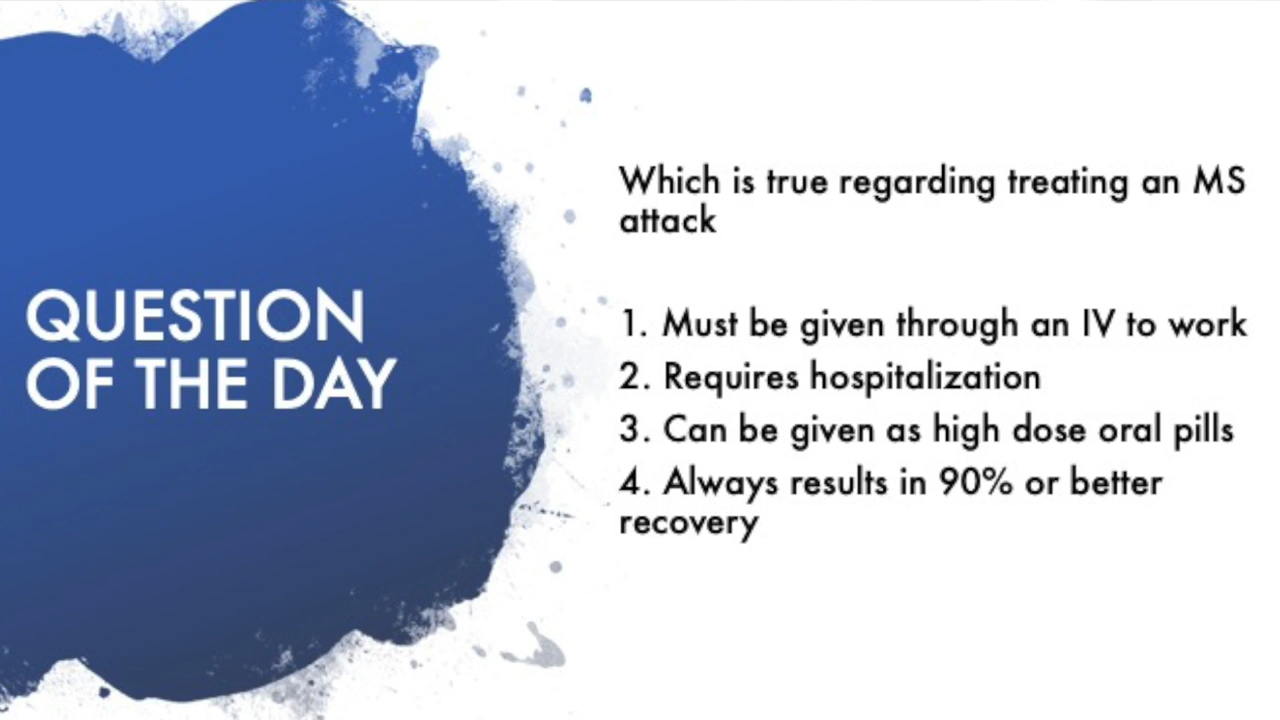 QUESTION
OF THE DAY
Which is true regarding treating an MS
attack
1. Must be given through an IV to work
2. Requires hospitalization
3. Can be given as high dose oral pills
4. Always results in 90% or better
recovery